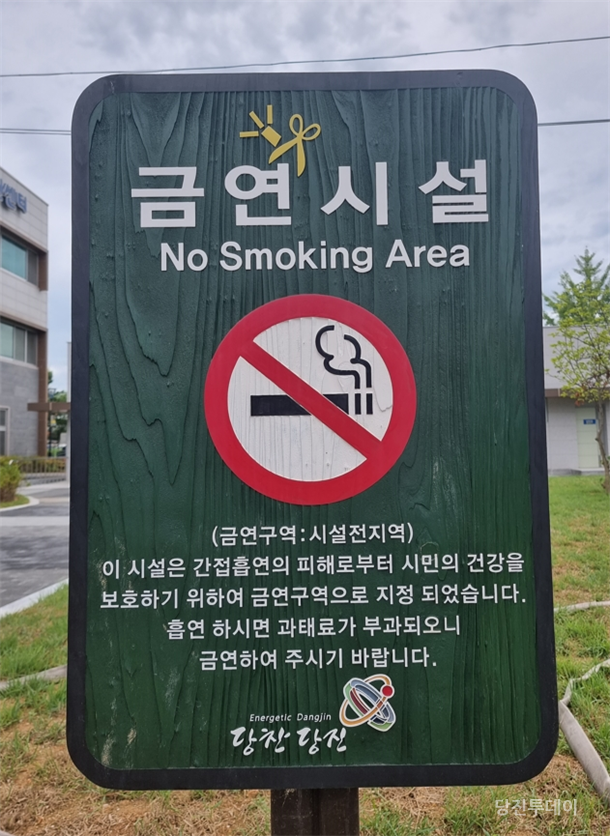 금연시설
No Smoking Area
(금연구역:시설전지역)
이 시설은 간접흡연의 피해로부터 시민의 건강을
보호하기 위하여 금연구역으로 지정 되었습니다.
흡연 하시면 과태료가 부과되오니
금연하여 주시기 바랍니다.
Energetic Dangjin
당찬 당진
당진투데이